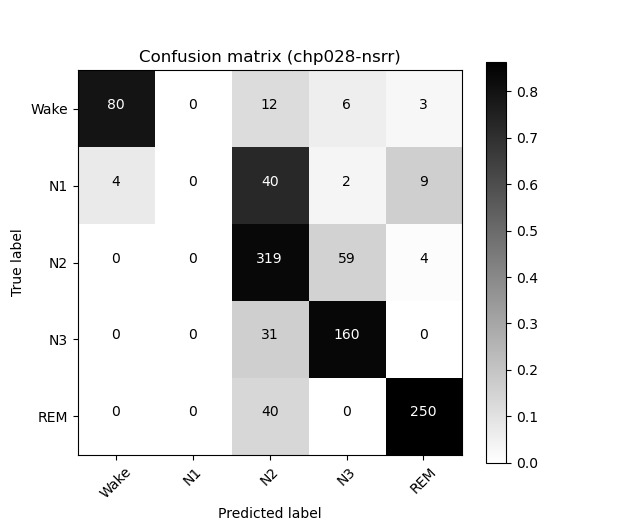 Confusion matrix (chp028-nsrr)
True label
Wake 80 0 12 6 3
N1 4 0 40 2 9
N2 0 0 319 59 4
N3 0 0 31 160 0
REM 0 0 40 0 250
Wake N1 N2 N3 REM
Predicted label
0.8
0.7
0.6
0.5
0.4
0.3
0.2
0.1
0.0